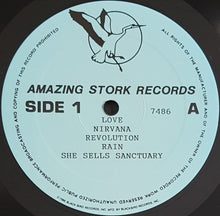 AMAZING STORK RECORDS
SIDE 1
7486
A
LOVE
NIRVANA
REVOLUTION
RAIN
SHE SELLS SANCTUARY
ALL RIGHTS OF THE MANUFACTURER AND OF THE OWNER OF THE RECORDED WORK
UNAUTHORIZED PUBLIC PERFORMANCE BROADCASTING AND COPYING OF THIS RECORD PROHIBITED